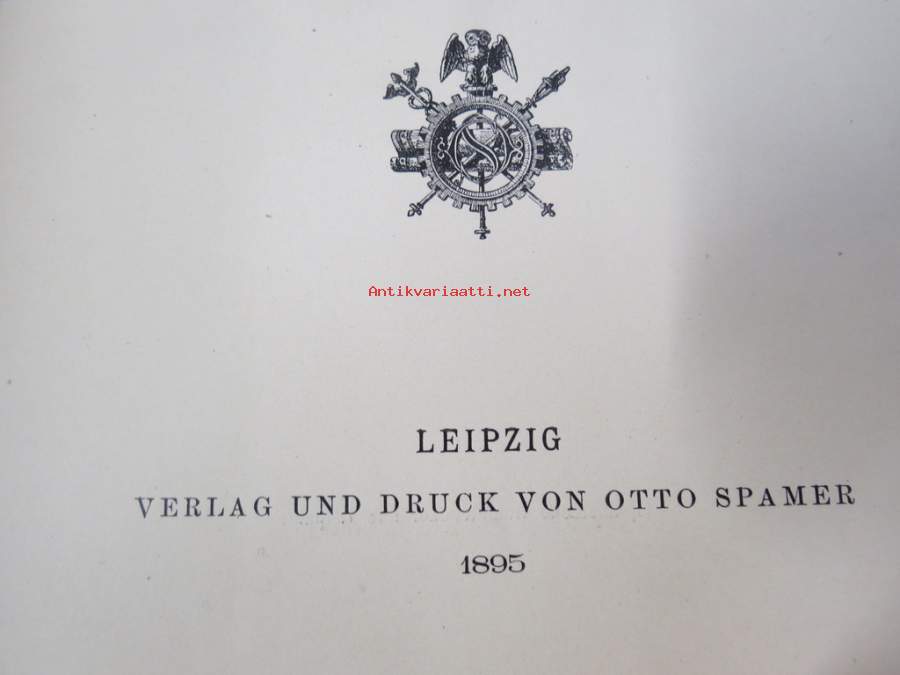 Antikvariaatti.net
LEIPZIG
VERLAG UND DRUCK VON OTTO SPAMER
1895